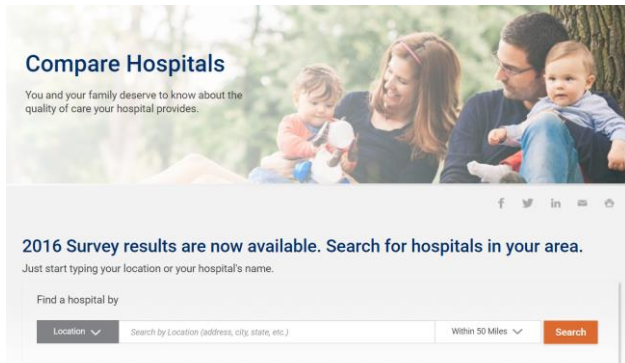 Compare Hospitals
You and your family deserve to know about the
quality of care your hospital provides.
2016 Survey results are now available. Search for hospitals in your area.
Just start typing your location or your hospital's name.
Find a hospital by
Location Search by Location (address, city, state, etc.) Within 50 Miles Search